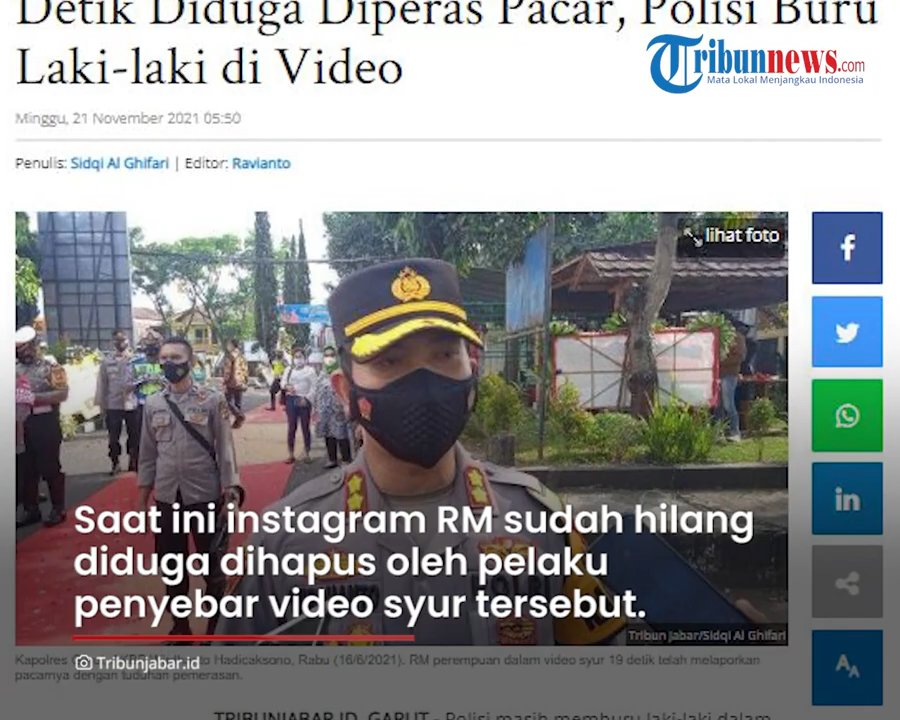 Detik Diduga Diperas Pacar, Polisi Buru
Laki-laki di Video
Tribunnews.com
Mata Lokal Menjangkau Indonesia
Minggu, 21 November 2021 05:50
Penulis: Sidqi Al Ghifari | Editor: Ravianto
lihat foto
Saat ini instagram RM sudah hilang
diduga dihapus oleh pelaku
penyebar video syur tersebut.
Tribun Jabar/Sidqi Al Ghifari
Kapolres Hadicaksono, Rabu (16/6/2021). RM perempuan dalam video syur 19 detik telah melaporkan
pacarnya dengan tuduhan pemerasan.
Tribunjabar.id
TRIBUNJABAR.ID, GARUT - Polisi masih memburu laki-laki dalam